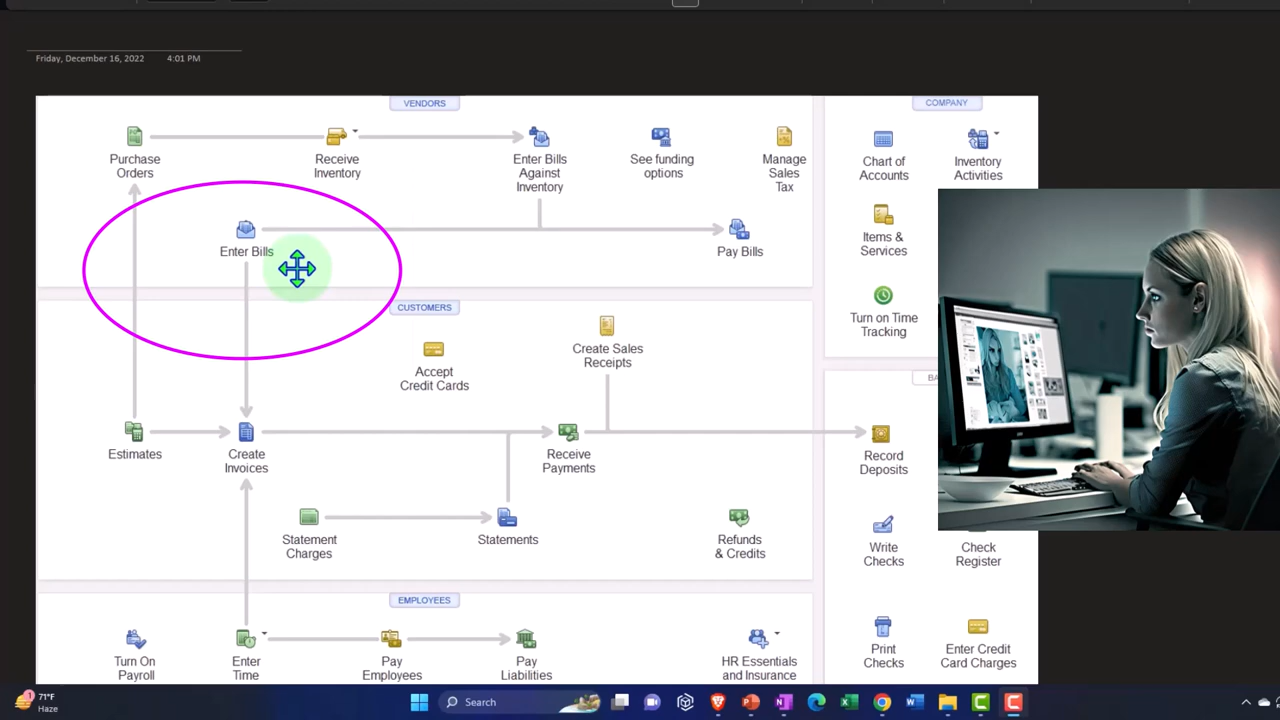 Friday, December 16, 2022 4:01 PM
VENDORS
COMPANY
Purchase
Orders
Receive
Inventory
Enter Bills
Against
Inventory
See funding
options
Manage
Sales
Tax
Chart of
Accounts
Inventory
Activities
Enter Bills
Pay Bills
Items &
Services
CUSTOMERS
Turn on Time
Tracking
Accept
Credit Cards
Create Sales
Receipts
BA
Estimates
Create
Invoices
Receive
Payments
Record
Deposits
Statement
Charges
Statements
Refunds
& Credits
Write
Checks
Check
Register
EMPLOYEES
Turn On
Payroll
Enter
Time
Pay
Employees
Pay
Liabilities
HR Essentials
and Insurance
Print
Checks
Enter Credit
Card Charges
1
71°F
Haze
Search